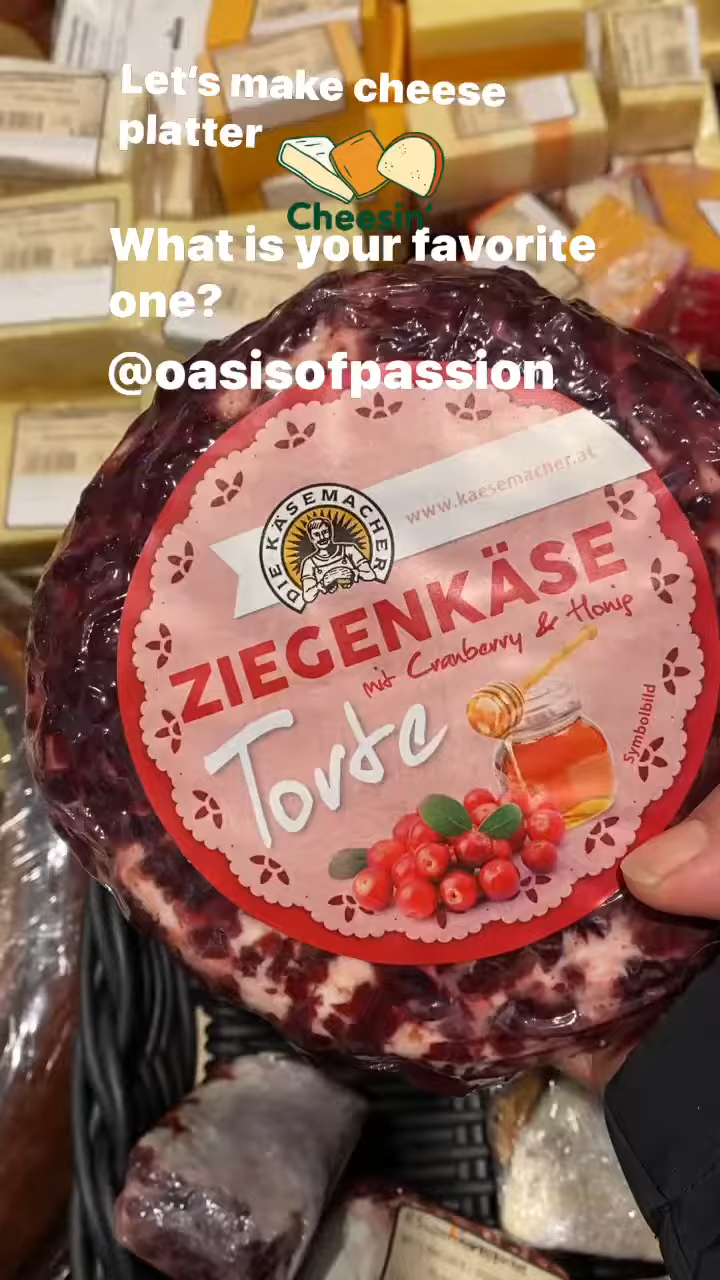 Let's make cheese
platter
Cheesin'
What is your favorite
one?
@oasisofpassion
www.kaesemacher.at
DIE KÄSEMACHER
ZIEGENKÄSE
mit Cranberry & Honig
Torte
Symbolbild